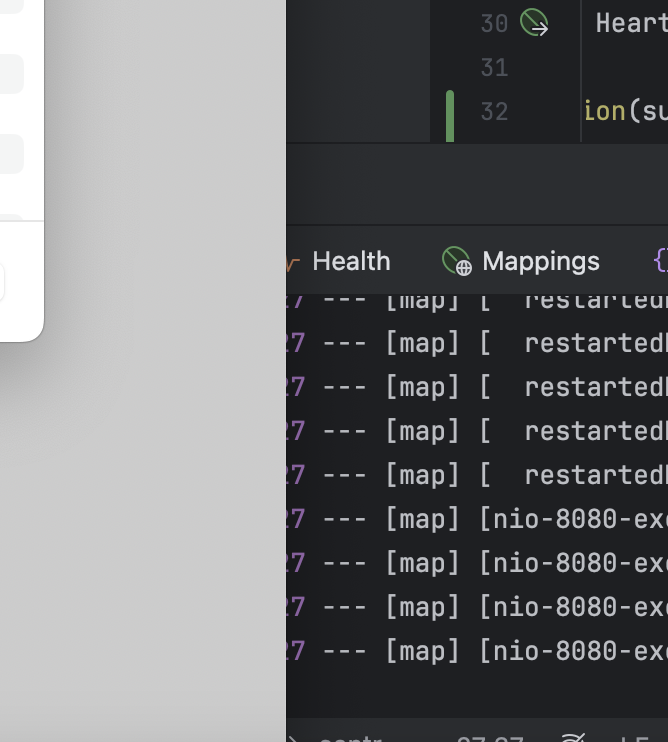 30 Heart
31
32 ion(su
Health Mappings {}
7 --- [map] [ restarted
27 --- [map] [ restarted
27 --- [map] [ restarted
27 --- [map] [ restarted
27 --- [map] [ restarted
27 --- [map] [nio-8080-exe
27 --- [map] [nio-8080-exe
27 --- [map] [nio-8080-exe
27 --- [map] [nio-8080-exe